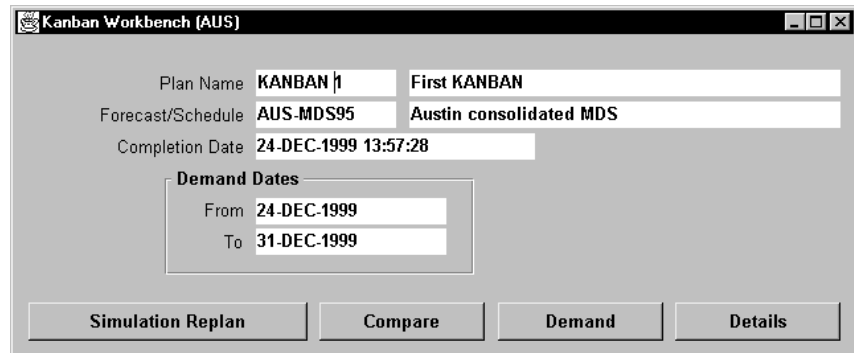 Kanban Workbench (AUS)
Plan Name KANBAN 1 First KANBAN
Forecast/Schedule AUS-MDS95 Austin consolidated MDS
Completion Date 24-DEC-1999 13:57:28
Demand Dates
From 24-DEC-1999
To 31-DEC-1999
Simulation Replan Compare Demand Details